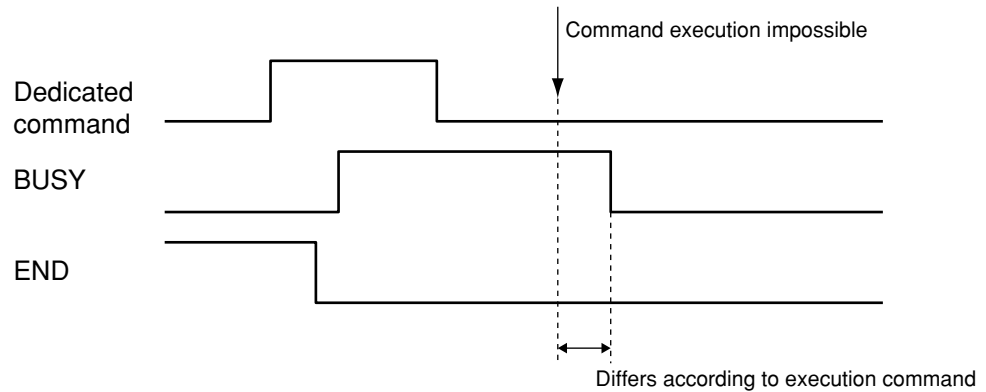 Command execution impossible
Dedicated
command
BUSY
END
Differs according to execution command